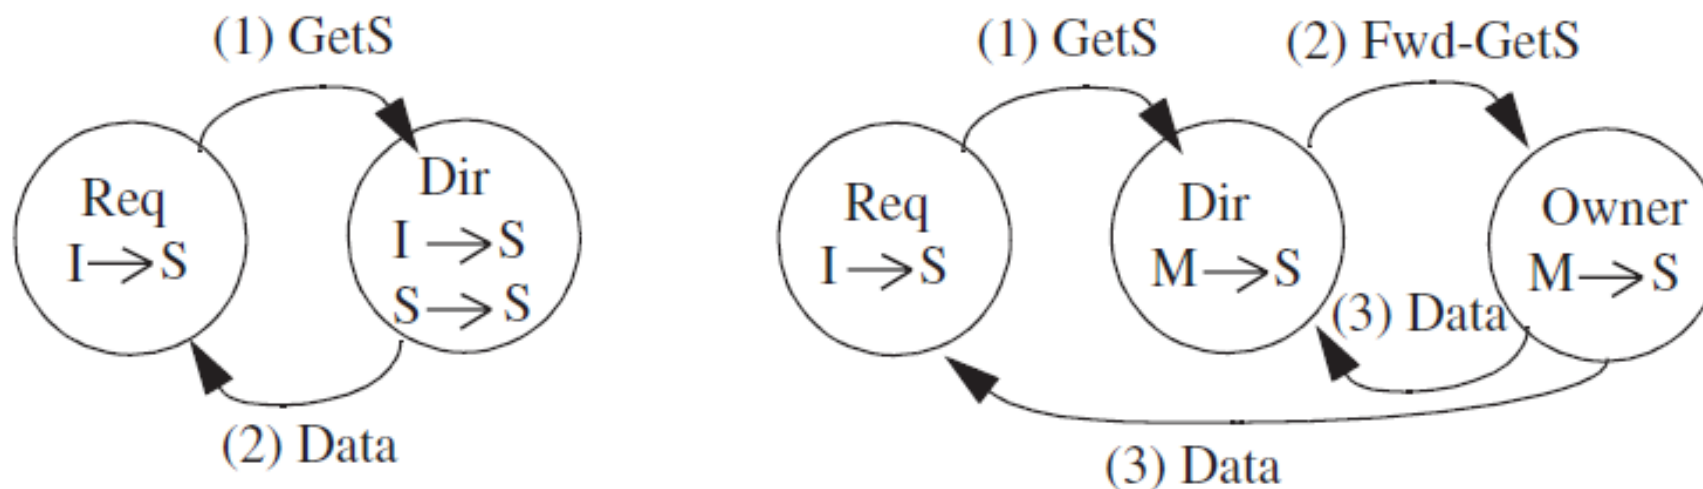 (1) GetS
Req
I→S
Dir
I→S
S→S
(2) Data
(1) GetS
(2) Fwd-GetS
Req
I→S
Dir
M→S
Owner
M→S
(3) Data
(3) Data